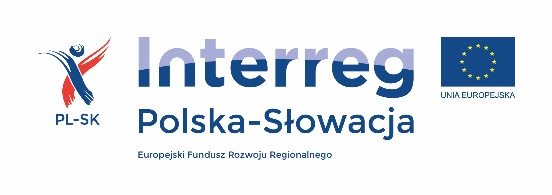 Interreg
PL-SK
Polska-Słowacja
UNIA EUROPEJSKA
Europejski Fundusz Rozwoju Regionalnego